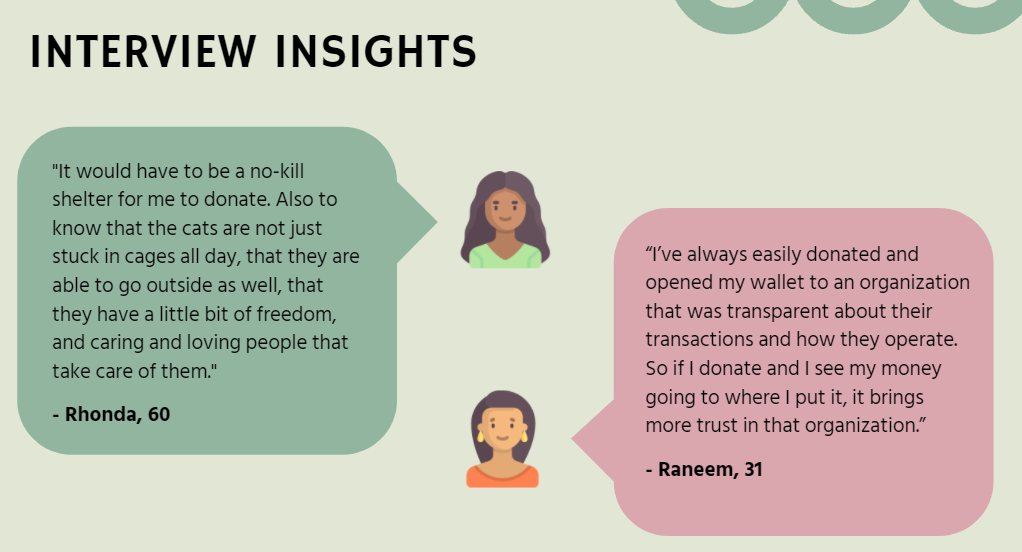 INTERVIEW INSIGHTS
"It would have to be a no-kill
shelter for me to donate. Also to
know that the cats are not just
stuck in cages all day, that they are
able to go outside as well, that
they have a little bit of freedom,
and caring and loving people that
take care of them."
- Rhonda, 60
“I’ve always easily donated and
opened my wallet to an organization
that was transparent about their
transactions and how they operate.
So if I donate and I see my money
going to where I put it, it brings
more trust in that organization.”
- Raneem, 31